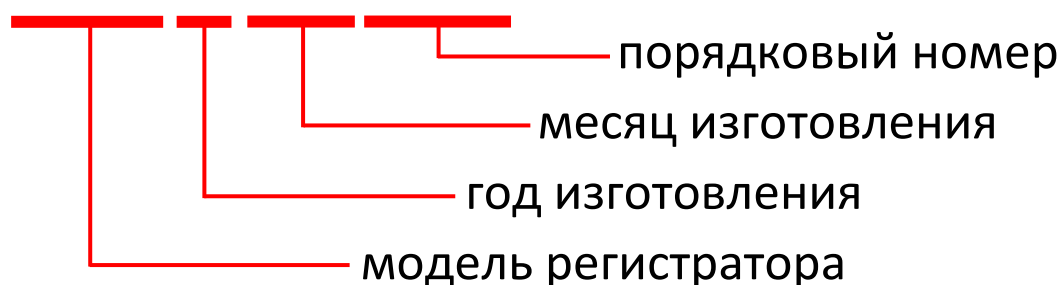 порядковый номер
месяц изготовления
год изготовления
модель регистратора